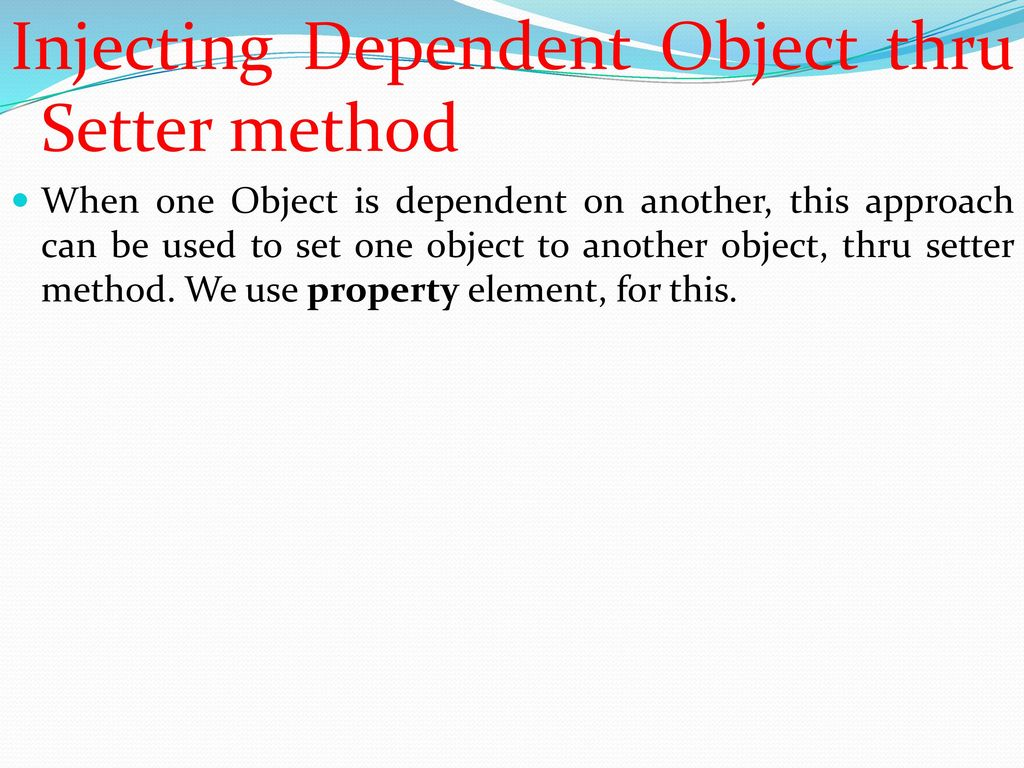 Injecting Dependent Object thru
Setter method
When one Object is dependent on another, this approach
can be used to set one object to another object, thru setter
method. We use property element, for this.